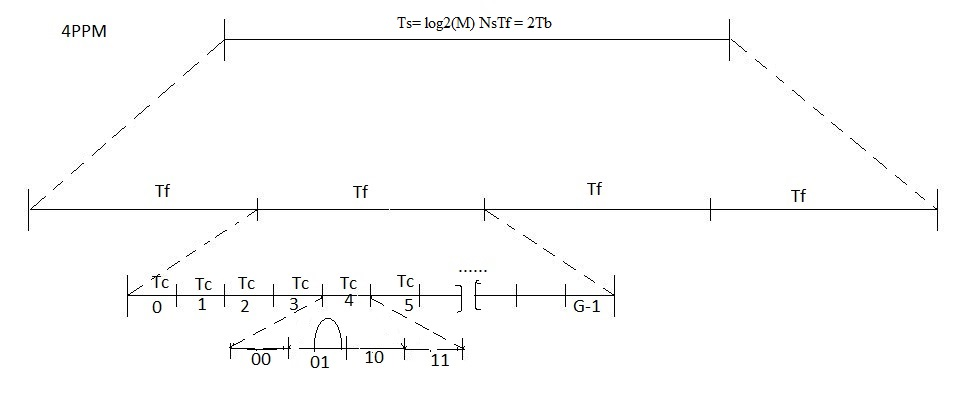 4PPM
Ts= log2(M) NsTf = 2Tb
Tf Tf Tf Tf
......
Tc Tc Tc Tc Tc Tc
0 1 2 3 4 5 G-1
00 01 10 11